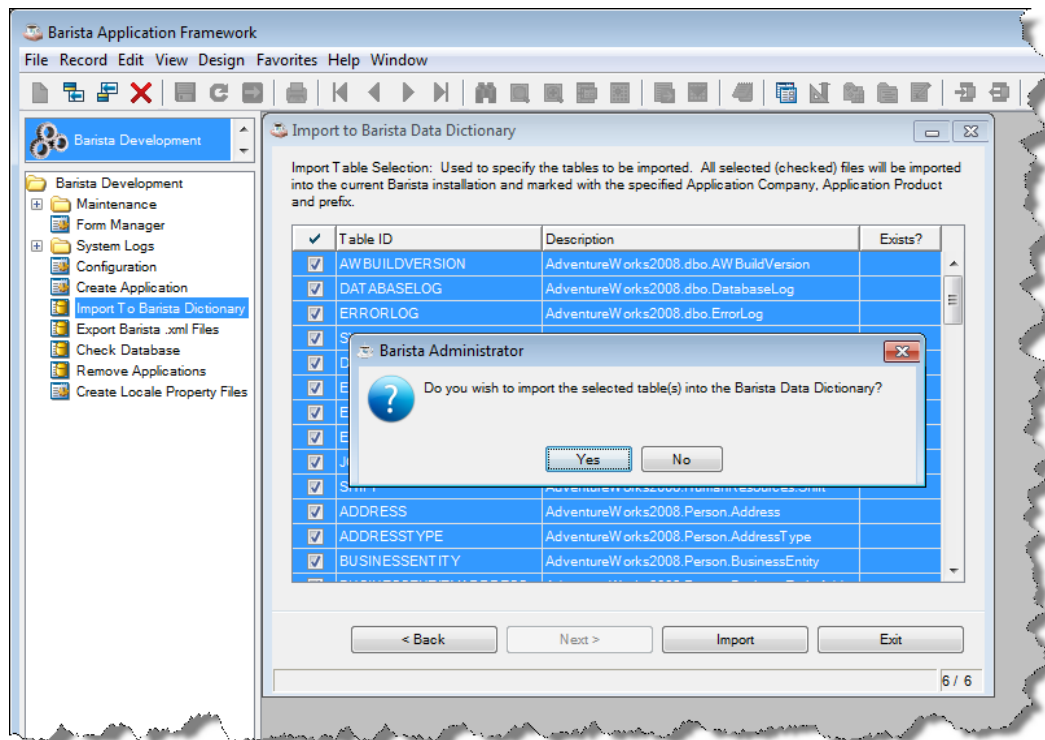 Barista Application Framework
File Record Edit View Design Favorites Help Window
Barista Development
Barista Development
Maintenance
Form Manager
System Logs
Configuration
Create Application
Import To Barista Dictionary
Export Barista .xml Files
Check Database
Remove Applications
Create Locale Property Files
Import to Barista Data Dictionary
Import Table Selection: Used to specify the tables to be imported. All selected (checked) files will be imported
into the current Barista installation and marked with the specified Application Company, Application Product
and prefix.
Table ID Description Exists?
AWBUILDVERSION AdventureWorks2008.dbo.AWBuildVersion
DATABASELOG AdventureWorks2008.dbo.DatabaseLog
ERRORLOG AdventureWorks2008.dbo.ErrorLog
Barista Administrator
Do you wish to import the selected table(s) into the Barista Data Dictionary?
Yes No
SHIFT AdventureWorks2008.HumanResources.Shift
ADDRESS AdventureWorks2008.Person.Address
ADDRESSTYPE AdventureWorks2008.Person.AddressType
BUSINESSENTITY AdventureWorks2008.Person.BusinessEntity
< Back Next > Import Exit
6 / 6